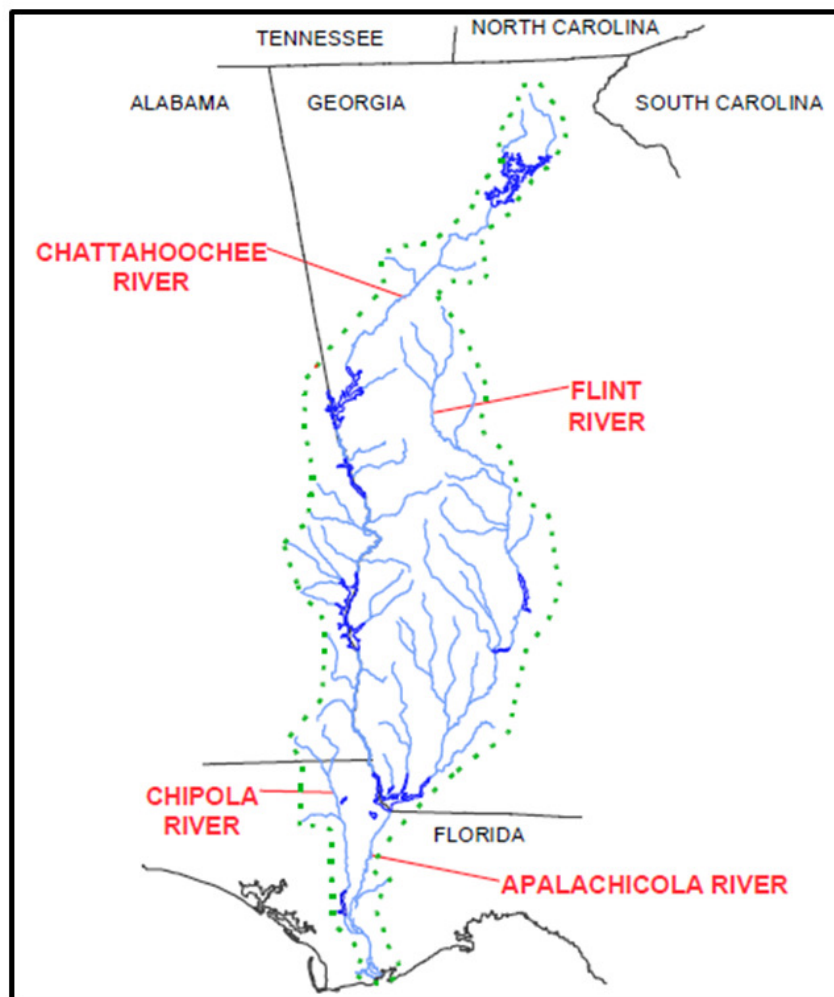 TENNESSEE
NORTH CAROLINA
ALABAMA
GEORGIA
SOUTH CAROLINA
CHATTAHOOCHEE
RIVER
FLINT
RIVER
CHIPOLA
RIVER
FLORIDA
APALACHICOLA RIVER